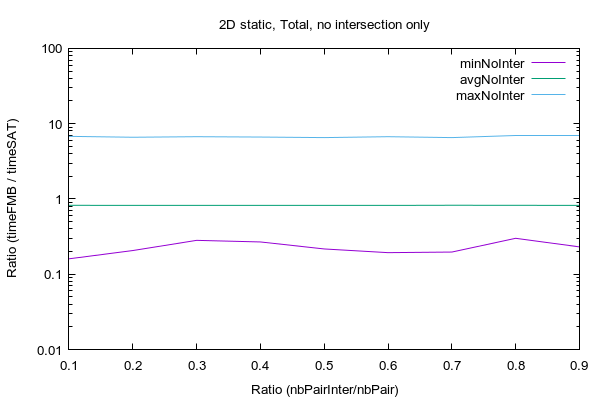 2D static, Total, no intersection only
100
10
1
0.1
0.01
Ratio (timeFMB / timeSAT)
minNoInter
avgNoInter
maxNoInter
0.1 0.2 0.3 0.4 0.5 0.6 0.7 0.8 0.9
Ratio (nbPairInter/nbPair)